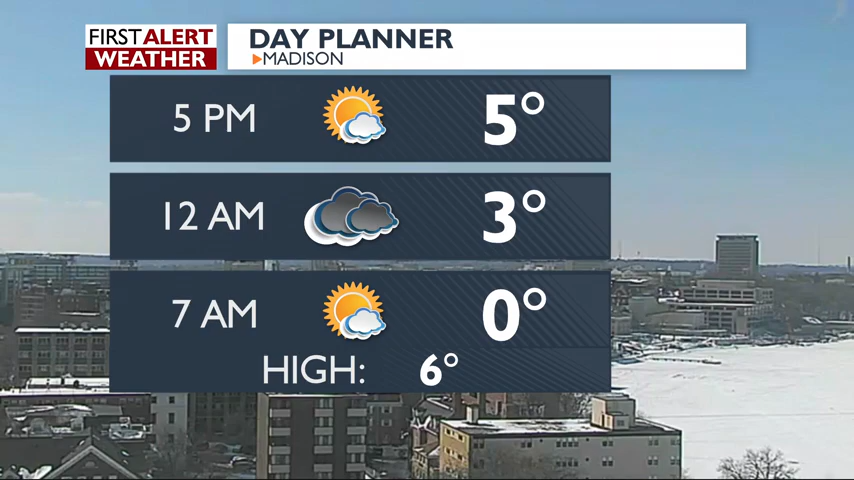 FIRST ALERT
WEATHER
DAY PLANNER
MADISON
5 PM 5°
12 AM 3°
7 AM 0°
HIGH: 6°